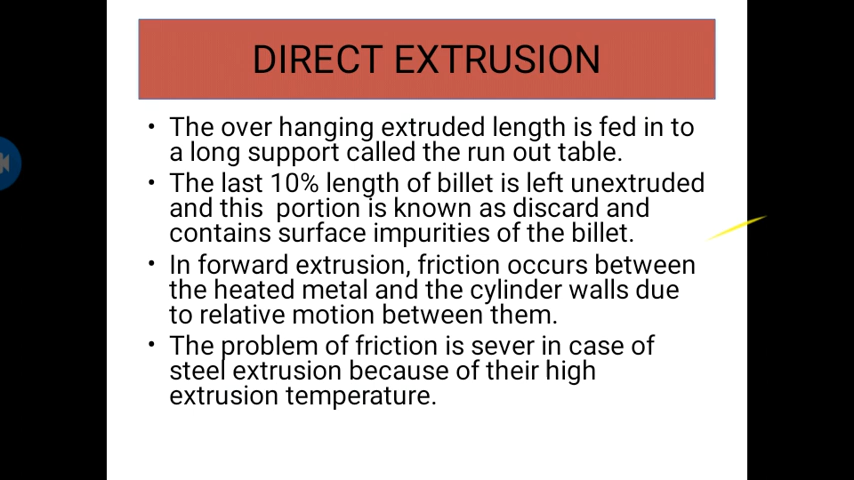 DIRECT EXTRUSION
• The over hanging extruded length is fed in to
a long support called the run out table.
• The last 10% length of billet is left unextruded
and this portion is known as discard and
contains surface impurities of the billet.
• In forward extrusion, friction occurs between
the heated metal and the cylinder walls due
to relative motion between them.
• The problem of friction is sever in case of
steel extrusion because of their high
extrusion temperature.